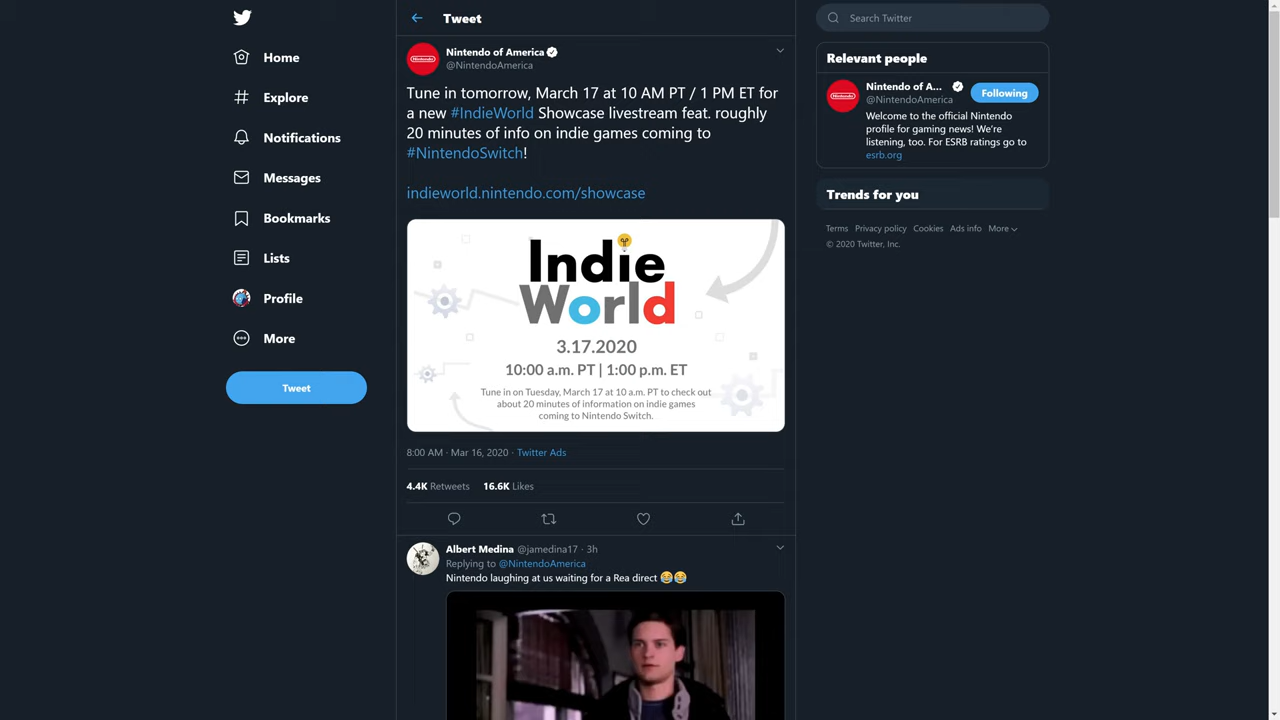 Home
Explore
Notifications
Messages
Bookmarks
Lists
Profile
More
Tweet
Tweet
Nintendo of America
@NintendoAmerica
Tune in tomorrow, March 17 at 10 AM PT / 1 PM ET for
a new #IndieWorld Showcase livestream feat. roughly
20 minutes of info on indie games coming to
#NintendoSwitch!
indieworld.nintendo.com/showcase
Indie
World
3.17.2020
10:00 a.m. PT | 1:00 p.m. ET
Tune in on Tuesday, March 17 at 10 a.m. PT to check out
about 20 minutes of information on indie games
coming to Nintendo Switch.
8:00 AM · Mar 16, 2020 · Twitter Ads
4.4K Retweets 16.6K Likes
Albert Medina @jamedina17 · 3h
Replying to @NintendoAmerica
Nintendo laughing at us waiting for a Rea direct 😂😂
Search Twitter
Relevant people
Nintendo of A...
@NintendoAmerica
Following
Welcome to the official Nintendo
profile for gaming news! We're
listening, too. For ESRB ratings go to
esrb.org
Trends for you
Terms Privacy policy Cookies Ads info More
© 2020 Twitter, Inc.